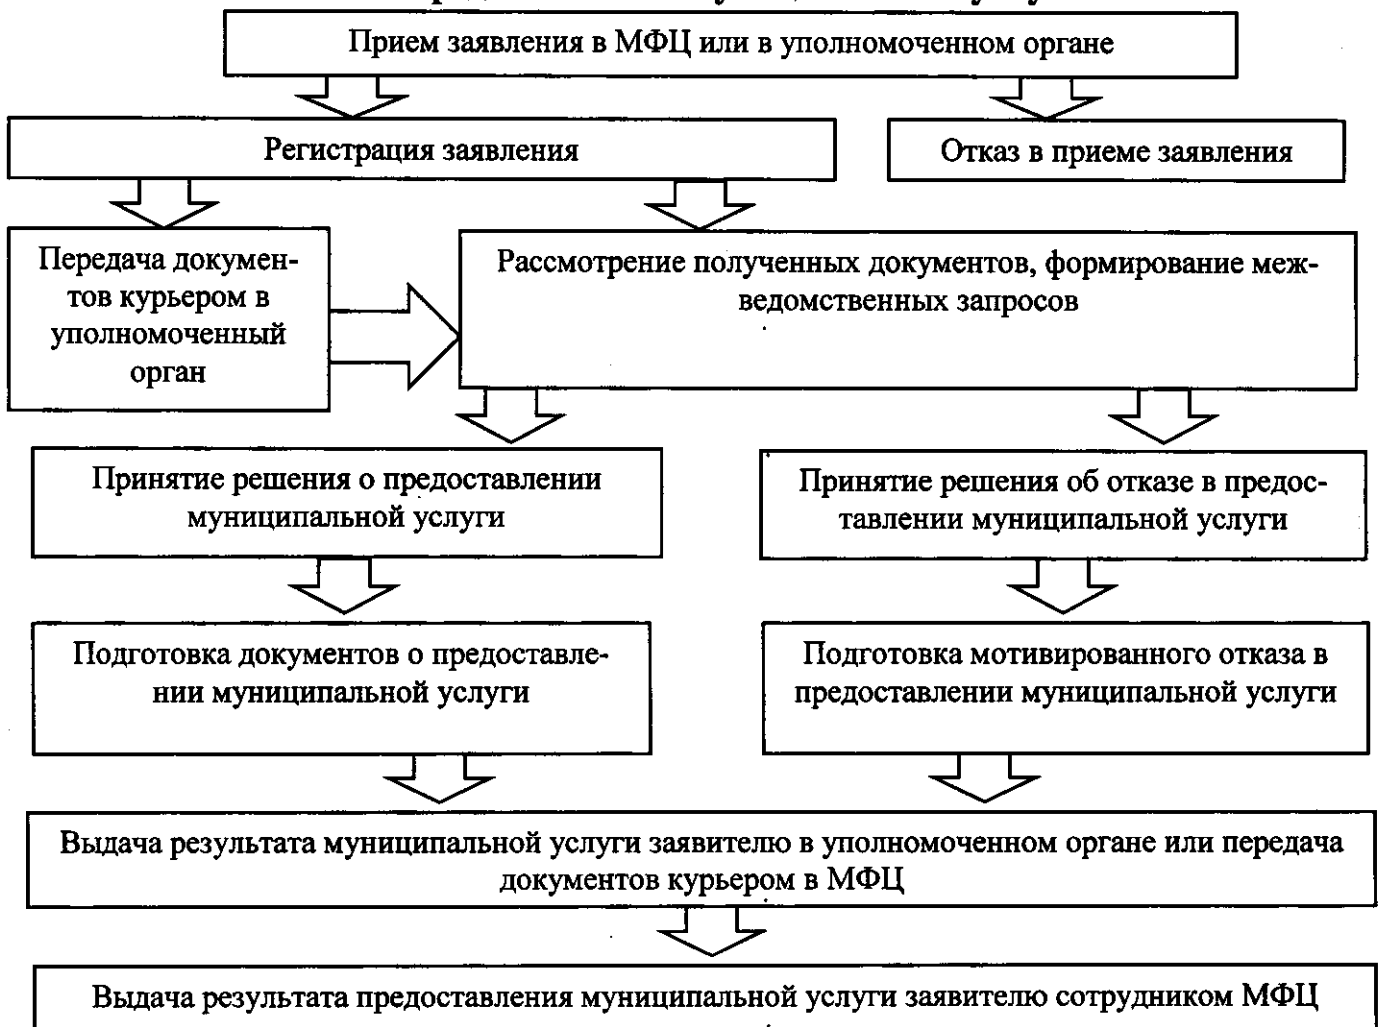 Прием заявления в МФЦ или в уполномоченном органе
Регистрация заявления
Отказ в приеме заявления
Передача докумен-
тов курьером в
уполномоченный
орган
Рассмотрение полученных документов, формирование меж-
ведомственных запросов
Принятие решения о предоставлении
муниципальной услуги
Принятие решения об отказе в предос-
тавлении муниципальной услуги
Подготовка документов о предоставле-
нии муниципальной услуги
Подготовка мотивированного отказа в
предоставлении муниципальной услуги
Выдача результата муниципальной услуги заявителю в уполномоченном органе или передача
документов курьером в МФЦ
Выдача результата предоставления муниципальной услуги заявителю сотрудником МФЦ